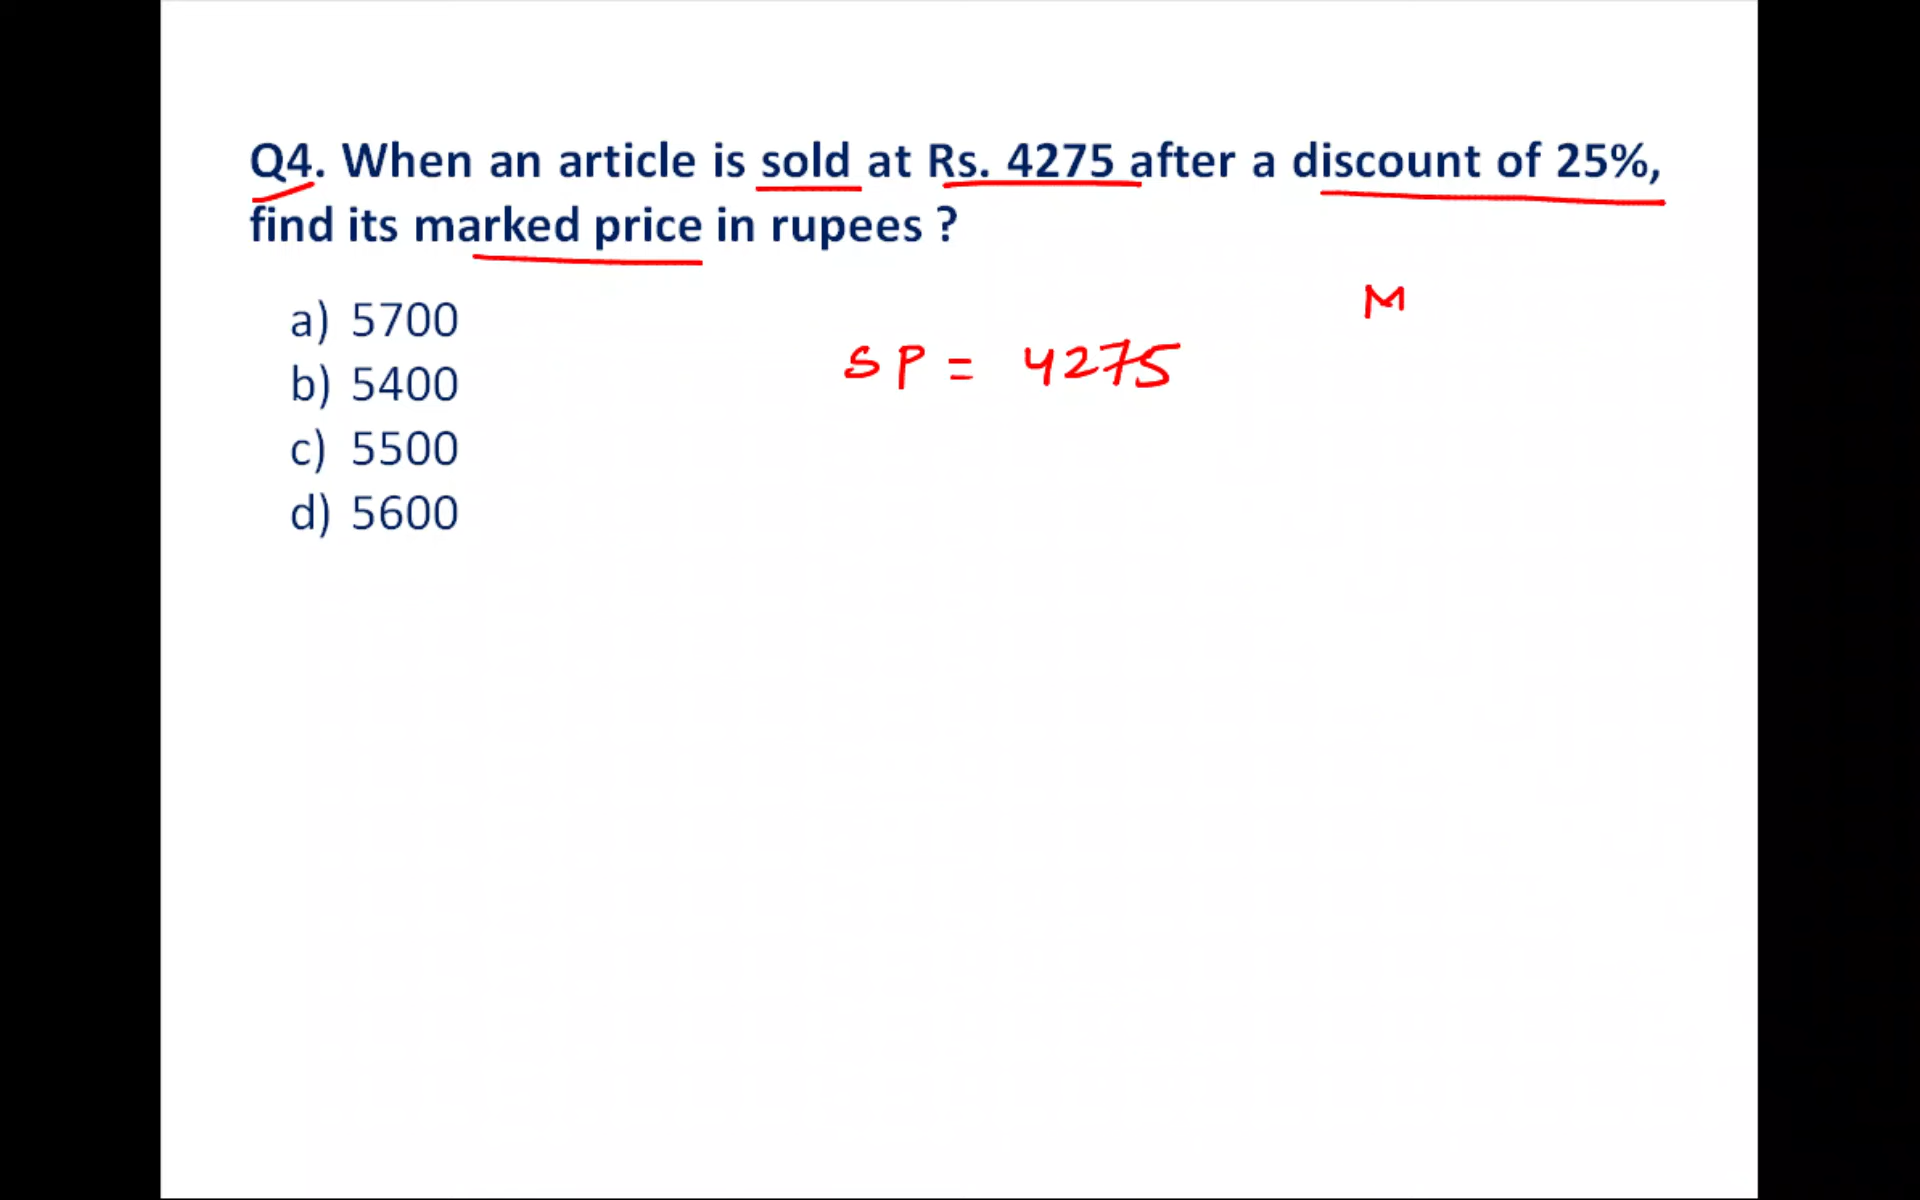 Q4. When an article is sold at Rs. 4275 after a discount of 25%,
find its marked price in rupees ?
a) 5700
b) 5400
c) 5500
d) 5600
M
SP = 4275